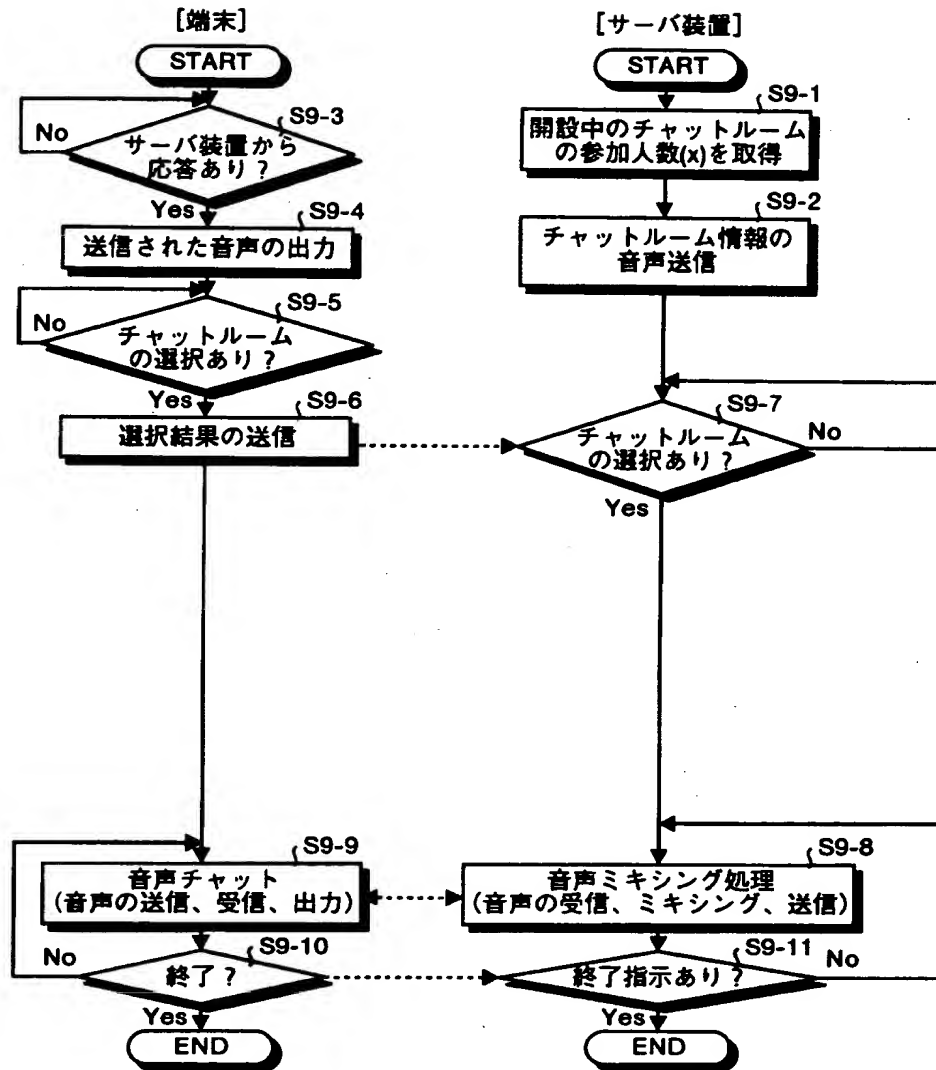 [端末]
START
S9-3
No
サーバ装置から
応答あり?
Yes
S9-4
送信された音声の出力
S9-5
No
チャットルーム
の選択あり?
Yes
S9-6
選択結果の送信
S9-9
音声チャット
(音声の送信、受信、出力)
S9-10
No
終了?
Yes
END
[サーバ装置]
START
S9-1
開設中のチャットルーム
の参加人数(x)を取得
S9-2
チャットルーム情報の
音声送信
S9-7
チャットルーム
の選択あり?
No
Yes
S9-8
音声ミキシング処理
(音声の受信、ミキシング、送信)
S9-11
終了指示あり?
No
Yes
END